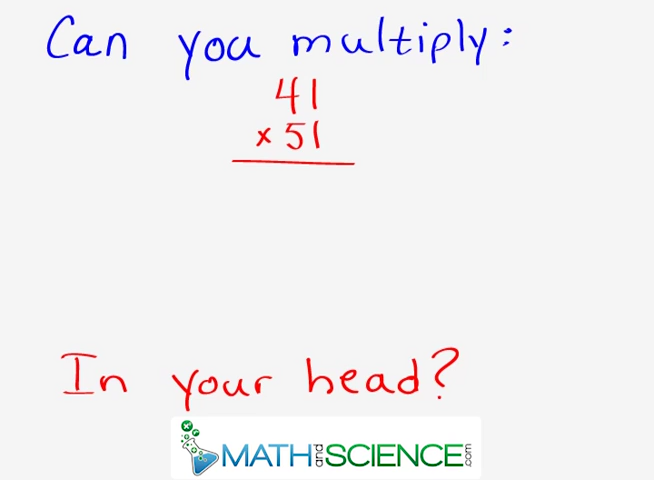 Can you multiply:
41
x 51
In your head?
MATH and SCIENCE .com